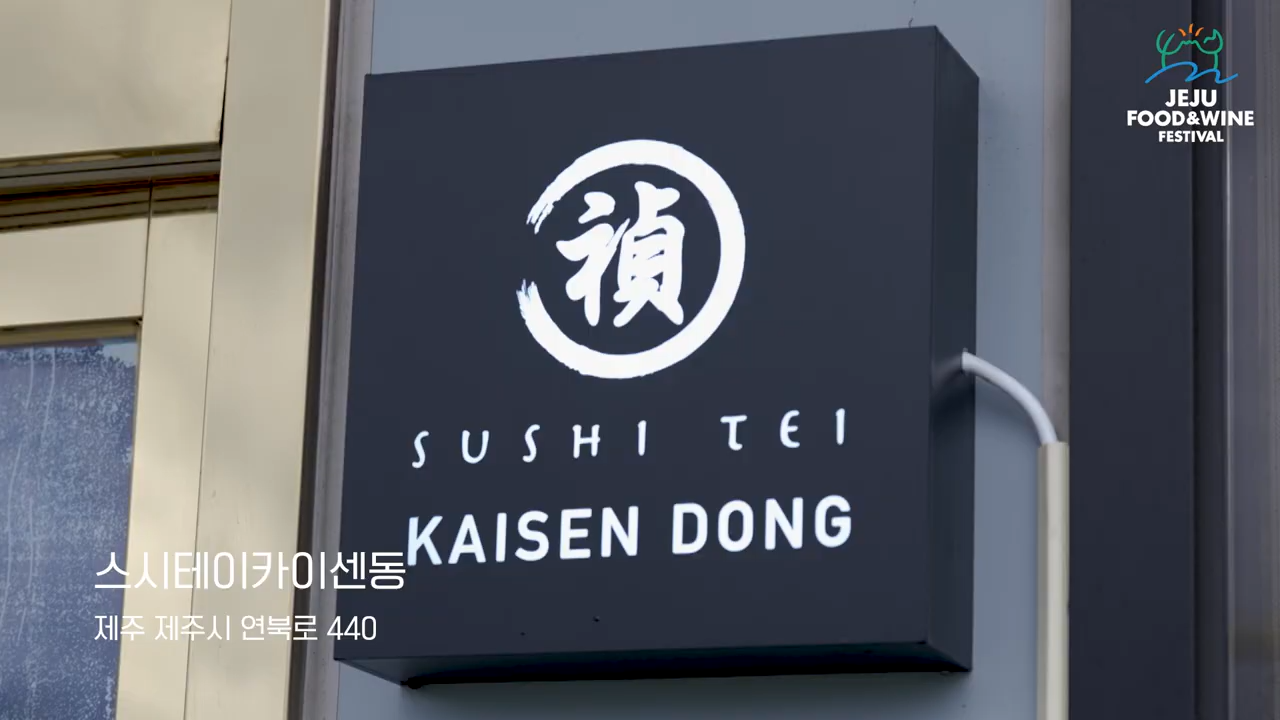 JEJU
FOOD&WINE
FESTIVAL
禎
SUSHI TEI
KAISEN DONG
스시테이카이센동
제주 제주시 연북로 440